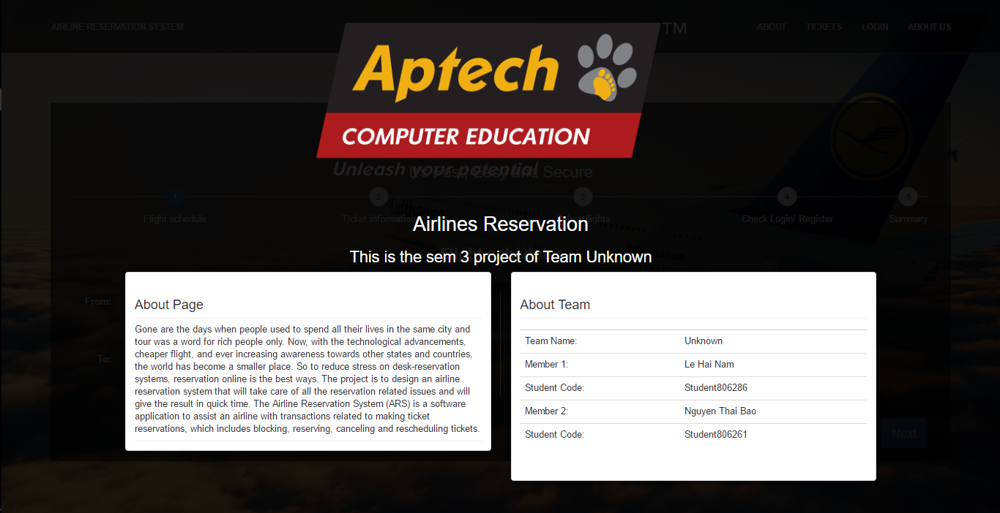 AIRLINE RESERVATION SYSTEM
ABOUT
TICKETS
LOGIN
ABOUT US
TM
Aptech
COMPUTER EDUCATION
Unleash your potential
It's Fast, Easy and Secure
1
2
3
4
5
Flight schedule
Ticket information
flights
Check Login/ Register
Summary
Airlines Reservation
This is the sem 3 project of Team Unknown
From:
To:
About Page
Gone are the days when people used to spend all their lives in the same city and
tour was a word for rich people only. Now, with the technological advancements,
cheaper flight, and ever increasing awareness towards other states and countries,
the world has become a smaller place. So to reduce stress on desk-reservation
systems, reservation online is the best ways. The project is to design an airline
reservation system that will take care of all the reservation related issues and will
give the result in quick time. The Airline Reservation System (ARS) is a software
application to assist an airline with transactions related to making ticket
reservations, which includes blocking, reserving, canceling and rescheduling tickets.
About Team
Team Name: Unknown
Member 1: Le Hai Nam
Student Code: Student806286
Member 2: Nguyen Thai Bao
Student Code: Student806261
Next